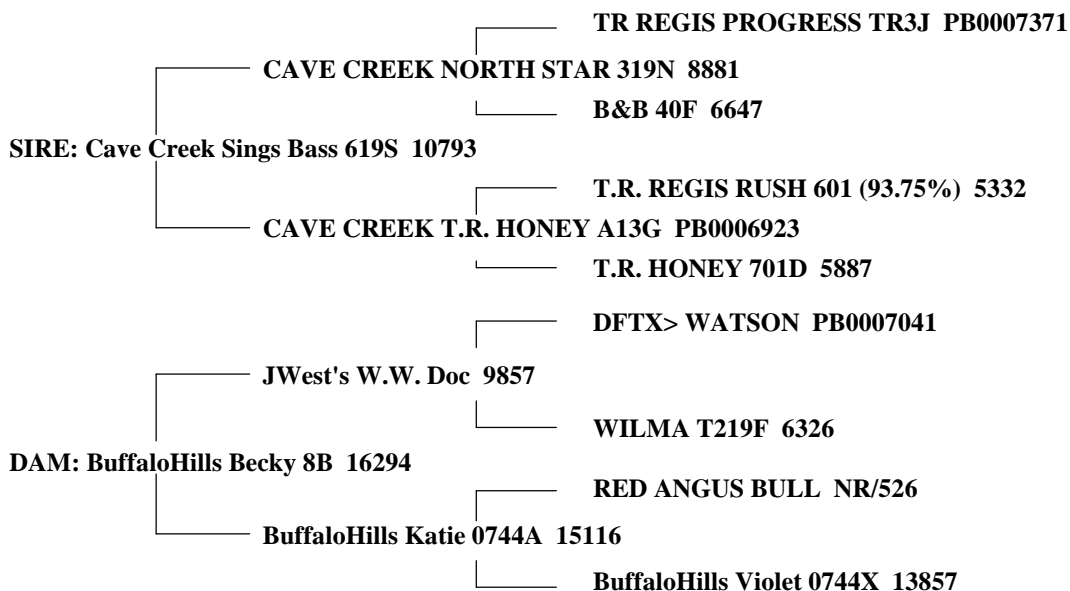 TR REGIS PROGRESS TR3J PB0007371
CAVE CREEK NORTH STAR 319N 8881
B&B 40F 6647
SIRE: Cave Creek Sings Bass 619S 10793
T.R. REGIS RUSH 601 (93.75%) 5332
CAVE CREEK T.R. HONEY A13G PB0006923
T.R. HONEY 701D 5887
DFTX> WATSON PB0007041
JWest's W.W. Doc 9857
WILMA T219F 6326
DAM: BuffaloHills Becky 8B 16294
RED ANGUS BULL NR/526
BuffaloHills Katie 0744A 15116
BuffaloHills Violet 0744X 13857